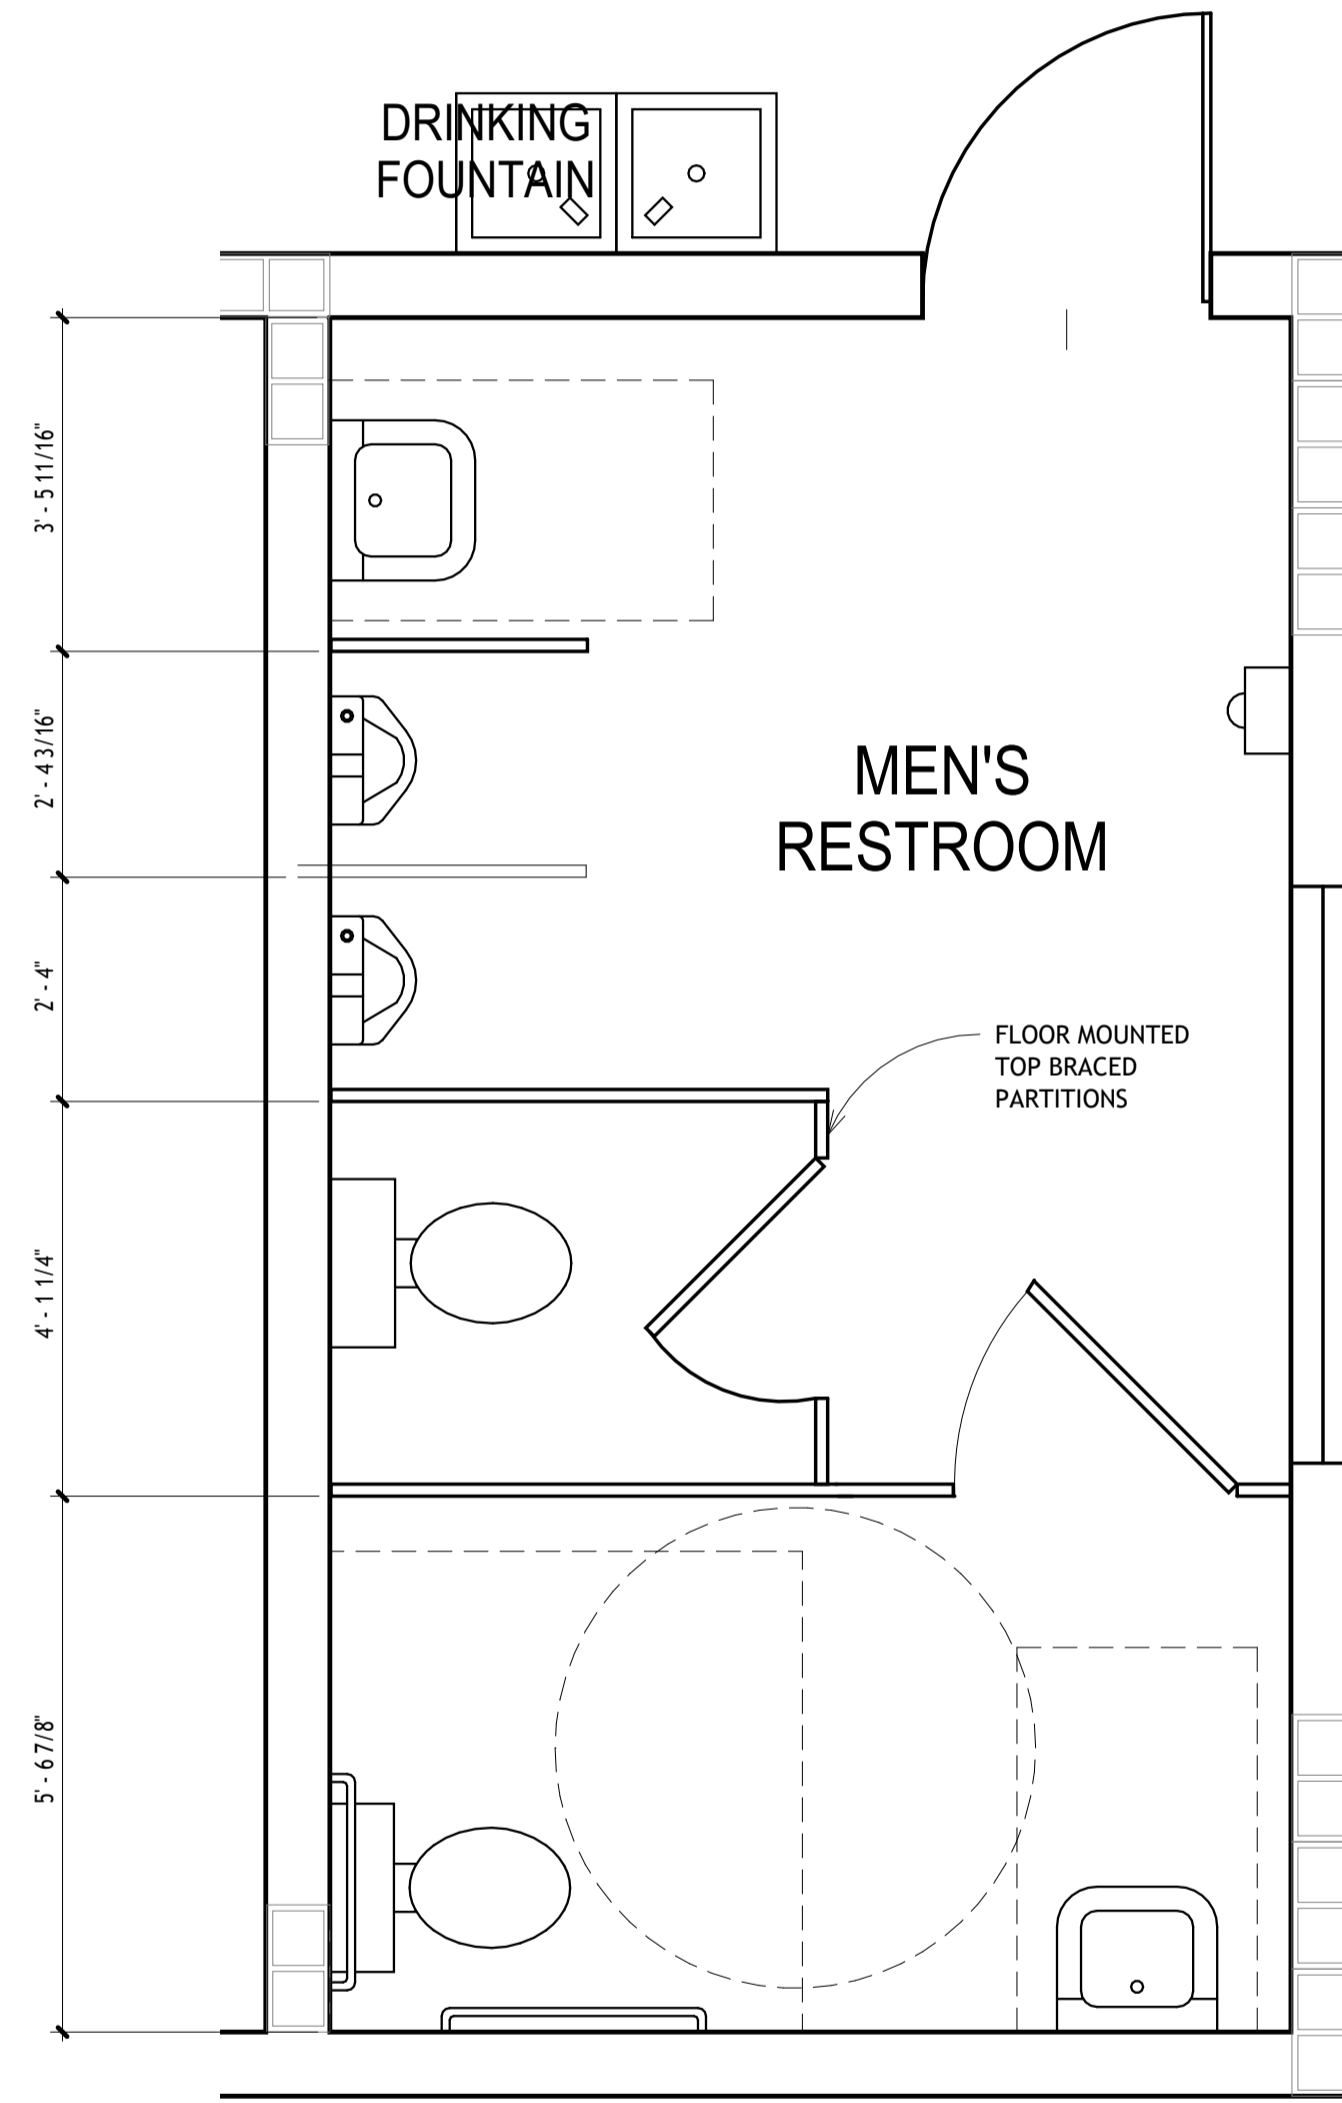 DRINKING
FOUNTAIN
3' - 5 11/16"
2' - 4 3/16"
MEN'S
RESTROOM
2' - 4"
FLOOR MOUNTED
TOP BRACED
PARTITIONS
4' - 1 1/4"
5' - 6 7/8"